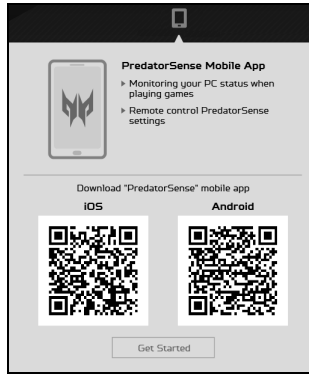 PredatorSense Mobile App
Monitoring your PC status when
playing games
Remote control PredatorSense
settings
Download "PredatorSense" mobile app
iOS
Android
Get Started